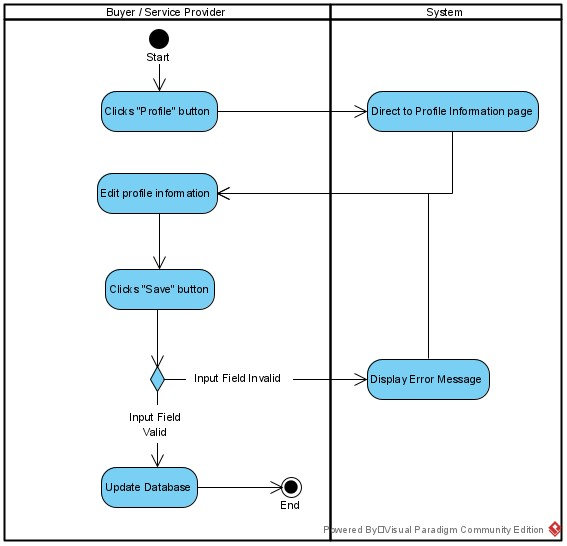 Buyer / Service Provider
System
Start
Clicks "Profile" button
Direct to Profile Information page
Edit profile information
Clicks "Save" button
Input Field Invalid
Display Error Message
Input Field
Valid
Update Database
End
Powered By□Visual Paradigm Community Edition